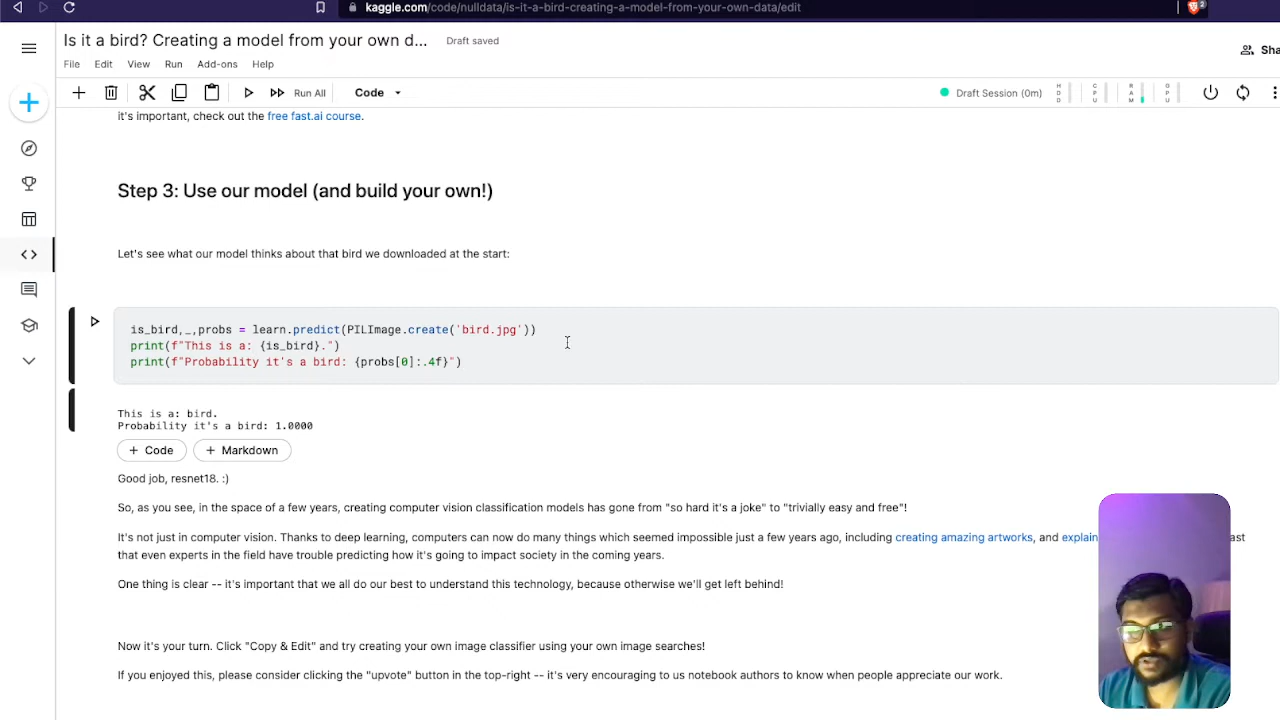 kaggle.com/code/nulldata/is-it-a-bird-creating-a-model-from-your-own-data/edit
2
Is it a bird? Creating a model from your own d...
Draft saved
Sha
File Edit View Run Add-ons Help
Run All
Code
Draft Session (0m)
HDD
CPU
RAM
GPU
it's important, check out the free fast.ai course.
Step 3: Use our model (and build your own!)
Let's see what our model thinks about that bird we downloaded at the start:
is_bird,_,probs = learn.predict(PILImage.create('bird.jpg'))
print(f"This is a: {is_bird}.")
print(f"Probability it's a bird: {probs[0]:.4f}")
This is a: bird.
Probability it's a bird: 1.0000
+ Code
+ Markdown
Good job, resnet18. :)
So, as you see, in the space of a few years, creating computer vision classification models has gone from "so hard it's a joke" to "trivially easy and free"!
It's not just in computer vision. Thanks to deep learning, computers can now do many things which seemed impossible just a few years ago, including creating amazing artworks, and explain
ast
that even experts in the field have trouble predicting how it's going to impact society in the coming years.
One thing is clear -- it's important that we all do our best to understand this technology, because otherwise we'll get left behind!
Now it's your turn. Click "Copy & Edit" and try creating your own image classifier using your own image searches!
If you enjoyed this, please consider clicking the "upvote" button in the top-right -- it's very encouraging to us notebook authors to know when people appreciate our work.